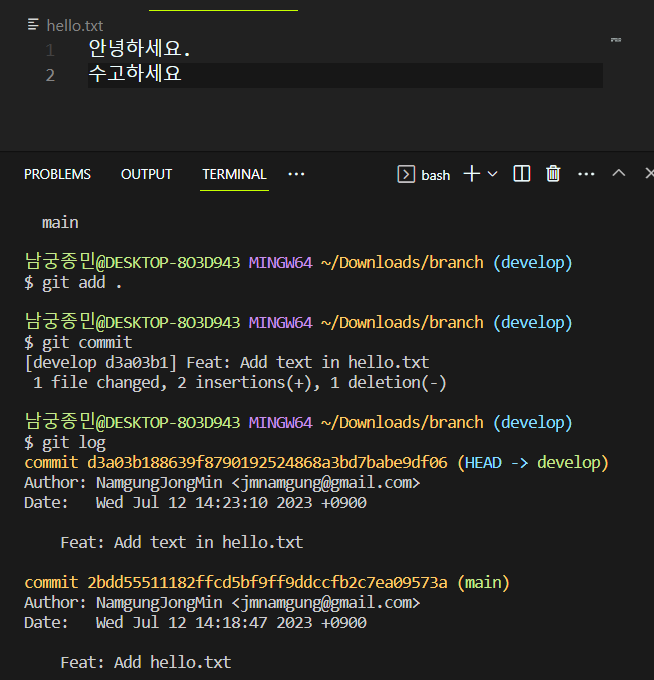 hello.txt
1 안녕하세요.
2 수고하세요
PROBLEMS OUTPUT TERMINAL ··· bash
main
남궁종민@DESKTOP-8O3D943 MINGW64 ~/Downloads/branch (develop)
$ git add .
남궁종민@DESKTOP-8O3D943 MINGW64 ~/Downloads/branch (develop)
$ git commit
[develop d3a03b1] Feat: Add text in hello.txt
1 file changed, 2 insertions(+), 1 deletion(-)
남궁종민@DESKTOP-8O3D943 MINGW64 ~/Downloads/branch (develop)
$ git log
commit d3a03b188639f8790192524868a3bd7babe9df06 (HEAD -> develop)
Author: NamgungJongMin <jmnamgung@gmail.com>
Date:   Wed Jul 12 14:23:10 2023 +0900
Feat: Add text in hello.txt
commit 2bdd55511182ffcd5bf9ff9ddccfb2c7ea09573a (main)
Author: NamgungJongMin <jmnamgung@gmail.com>
Date:   Wed Jul 12 14:18:47 2023 +0900
Feat: Add hello.txt